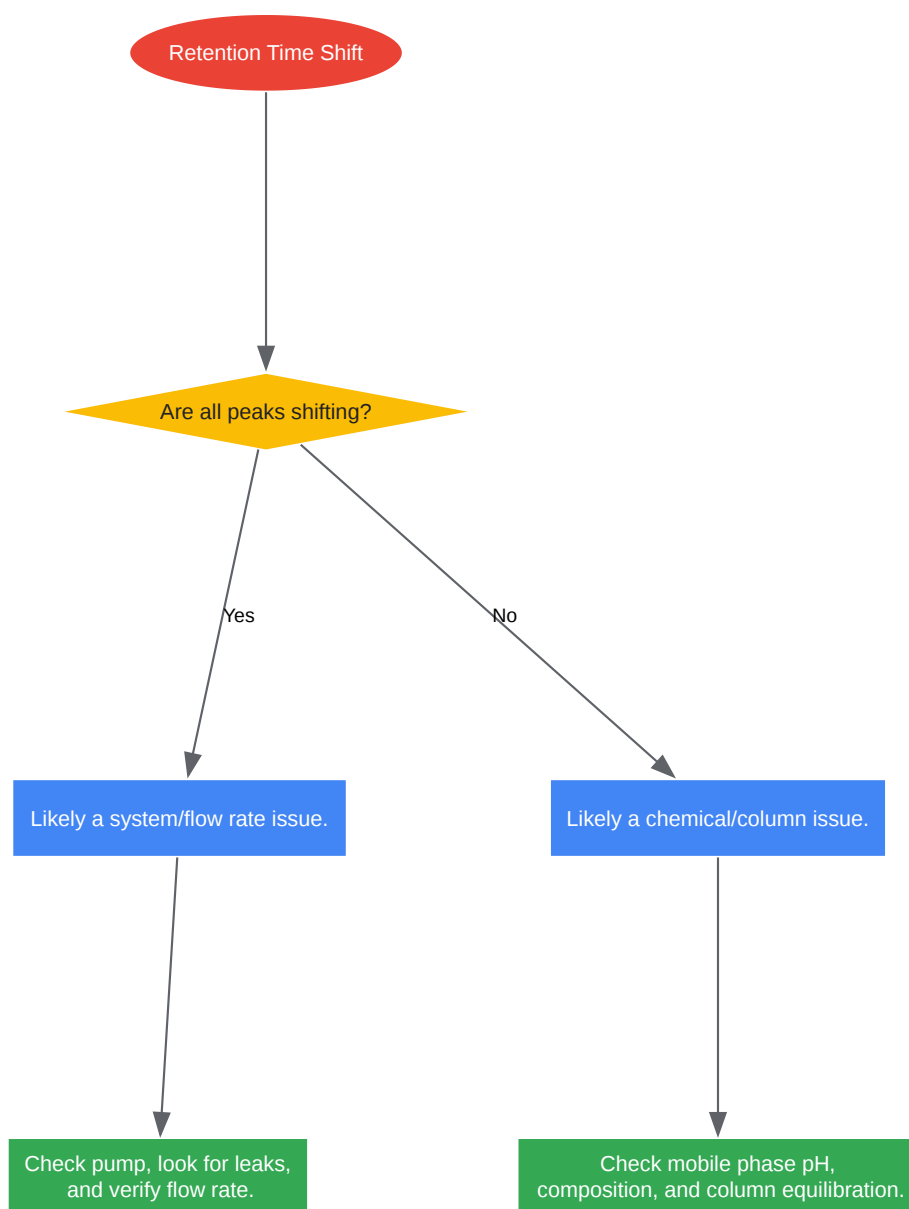 Retention Time Shift
Are all peaks shifting?
Yes
No
Likely a system/flow rate issue.
Likely a chemical/column issue.
Check pump, look for leaks,
and verify flow rate.
Check mobile phase pH,
composition, and column equilibration.